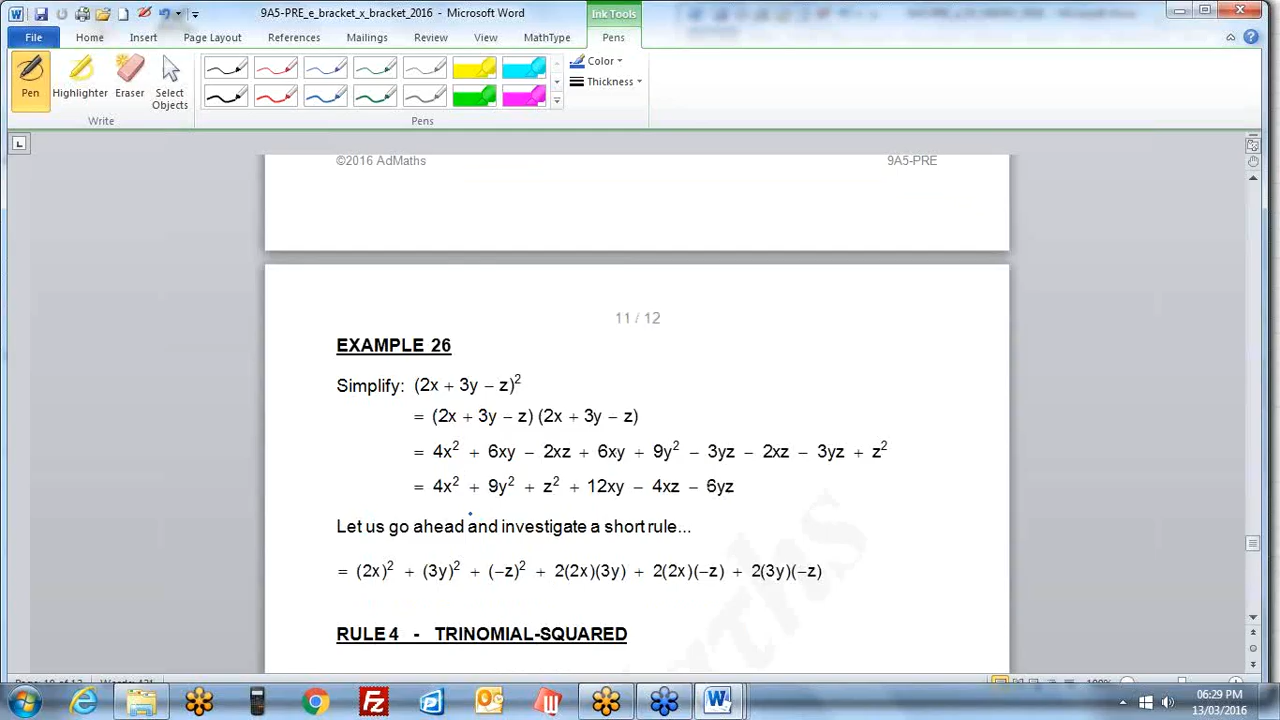 9A5-PRE_e_bracket_x_bracket_2016 - Microsoft Word
Ink Tools
File Home Insert Page Layout References Mailings Review View MathType Pens
Pen Highlighter Eraser Select Objects
Color
Thickness
Write
Pens
©2016 AdMaths 9A5-PRE
11 / 12
EXAMPLE 26
Simplify: (2x + 3y − z)²
= (2x + 3y − z) (2x + 3y − z)
= 4x² + 6xy − 2xz + 6xy + 9y² − 3yz − 2xz − 3yz + z²
= 4x² + 9y² + z² + 12xy − 4xz − 6yz
Let us go ahead and investigate a short rule...
= (2x)² + (3y)² + (−z)² + 2(2x)(3y) + 2(2x)(−z) + 2(3y)(−z)
RULE 4 - TRINOMIAL-SQUARED
06:29 PM
13/03/2016